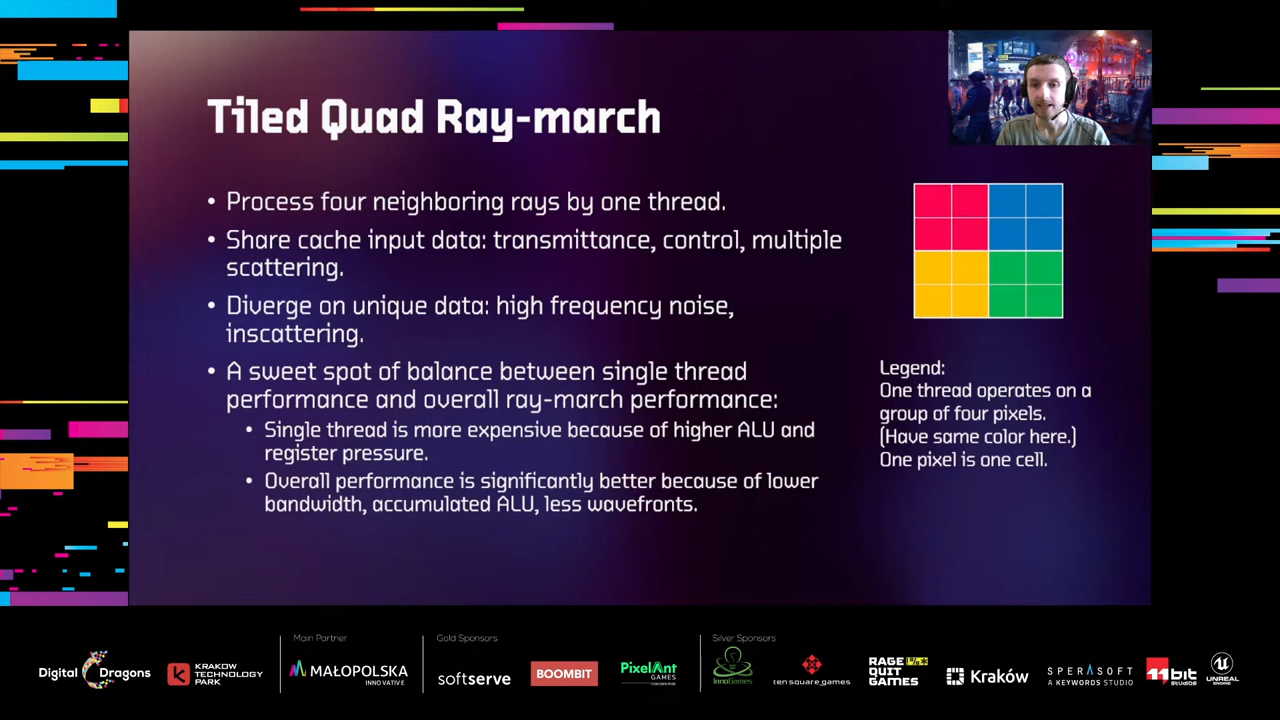 Tiled Quad Ray-march
• Process four neighboring rays by one thread.
• Share cache input data: transmittance, control, multiple
scattering.
• Diverge on unique data: high frequency noise,
inscattering.
• A sweet spot of balance between single thread
performance and overall ray-march performance:
• Single thread is more expensive because of higher ALU and
register pressure.
• Overall performance is significantly better because of lower
bandwidth, accumulated ALU, less wavefronts.
Legend:
One thread operates on a
group of four pixels.
(Have same color here.)
One pixel is one cell.
Main Partner
Gold Sponsors
Silver Sponsors
Digital Dragons
KRAKOW
TECHNOLOGY
PARK
MAŁOPOLSKA
INNOVATIVE
softserve
BOOMBIT
PixelAnt
GAMES
InnoGames
ten square games
RAGE
QUIT
GAMES
Kraków
SPERASOFT
A KEYWORDS STUDIO
11bit
STUDIOS
UNREAL
ENGINE